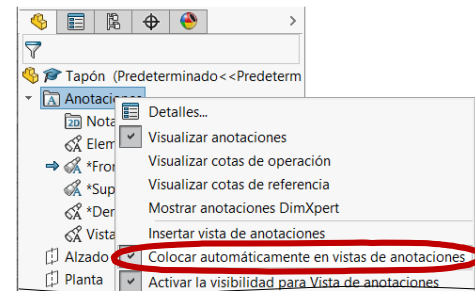 Tapón (Predeterminado<<Predeterm
Anotaciones
Detalles...
2D Nota
Visualizar anotaciones
Elem
Visualizar cotas de operación
*Fron
Visualizar cotas de referencia
*Sup
Mostrar anotaciones DimXpert
*Der
Insertar vista de anotaciones
Vista
Colocar automáticamente en vistas de anotaciones
Alzado
Activar la visibilidad para Vista de anotaciones
Planta